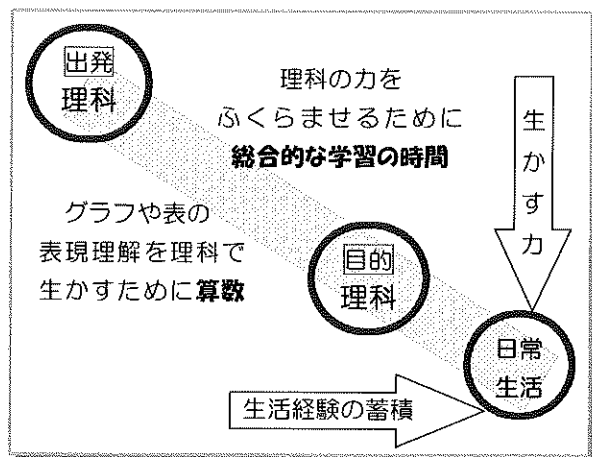 出発
理科
理科の力を
ふくらませるために
総合的な学習の時間
生かす力
グラフや表の
表現理解を理科で
生かすために算数
目的
理科
日常
生活
生活経験の蓄積